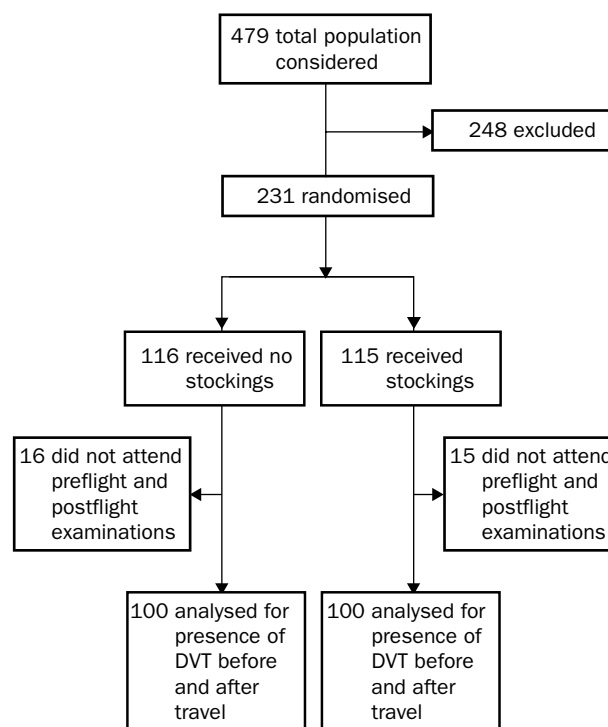 479 total population
considered
248 excluded
231 randomised
116 received no
stockings
115 received
stockings
16 did not attend
preflight and
postflight
examinations
15 did not attend
preflight and
postflight
examinations
100 analysed for
presence of
DVT before
and after
travel
100 analysed for
presence of
DVT before
and after
travel